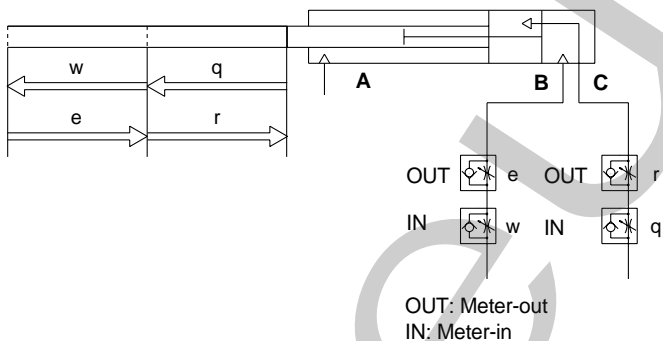 w q
e r
A B C
OUT e OUT r
IN w IN q
OUT: Meter-out
IN: Meter-in